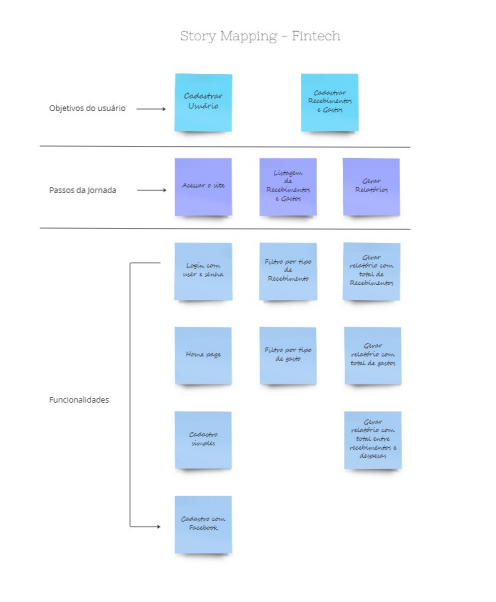 Story Mapping - Fintech
Objetivos do usuário
Cadastrar
Usuário
Cadastrar
Recebimentos
e Gastos
Passos da Jornada
Acessar o site
Listagem
de
Recebimentos
e Gastos
Gerar
Relatórios
Funcionalidades
Login com
user e senha
Filtro por tipo
de
Recebimento
Gerar
relatório com
total de
Recebimentos
Home page
Filtro por tipo
de gasto
Gerar
relatório com
total de gastos
Cadastro
simples
Gerar
relatório com
total entre
recebimentos e
despesas
Cadastro com
Facebook